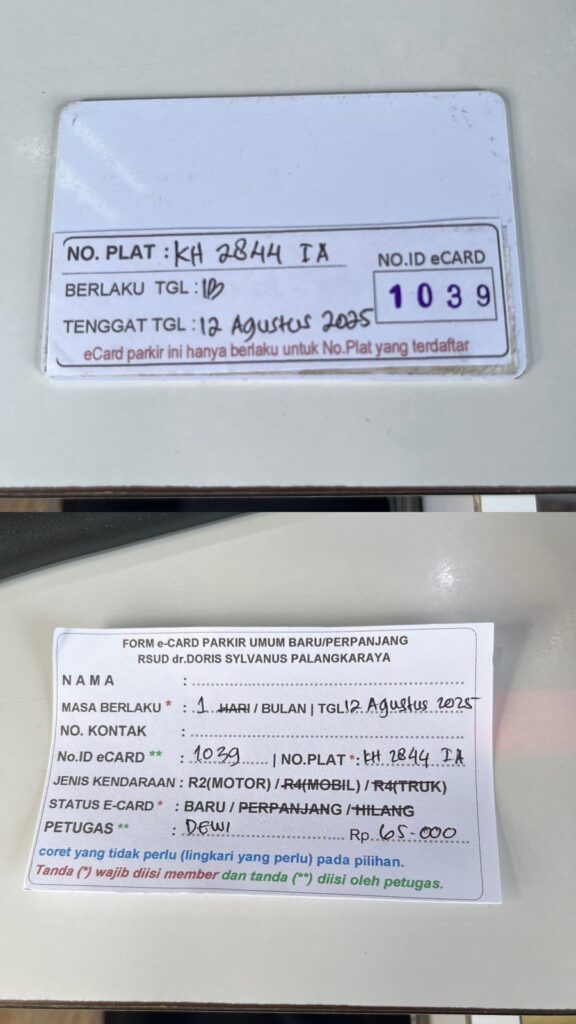 NO. PLAT : KH 2844 IA
NO.ID eCARD
BERLAKU TGL :
1039
TENGGAT TGL : 12 Agustus 2025
eCard parkir ini hanya berlaku untuk No.Plat yang terdaftar
FORM e-CARD PARKIR UMUM BARU/PERPANJANG
RSUD dr.DORIS SYLVANUS PALANGKARAYA
NAMA :
MASA BERLAKU * : 1 HARI / BULAN | TGL 12 Agustus 2025
NO. KONTAK :
No.ID eCARD ** : 1039 | NO.PLAT *: KH 2844 IA
JENIS KENDARAAN : R2(MOTOR) / R4(MOBIL) / R4(TRUK)
STATUS E-CARD * : BARU / PERPANJANG / HILANG
PETUGAS ** : DEWI Rp. 65-000
coret yang tidak perlu (lingkari yang perlu) pada pilihan.
Tanda (*) wajib diisi member dan tanda (**) diisi oleh petugas.